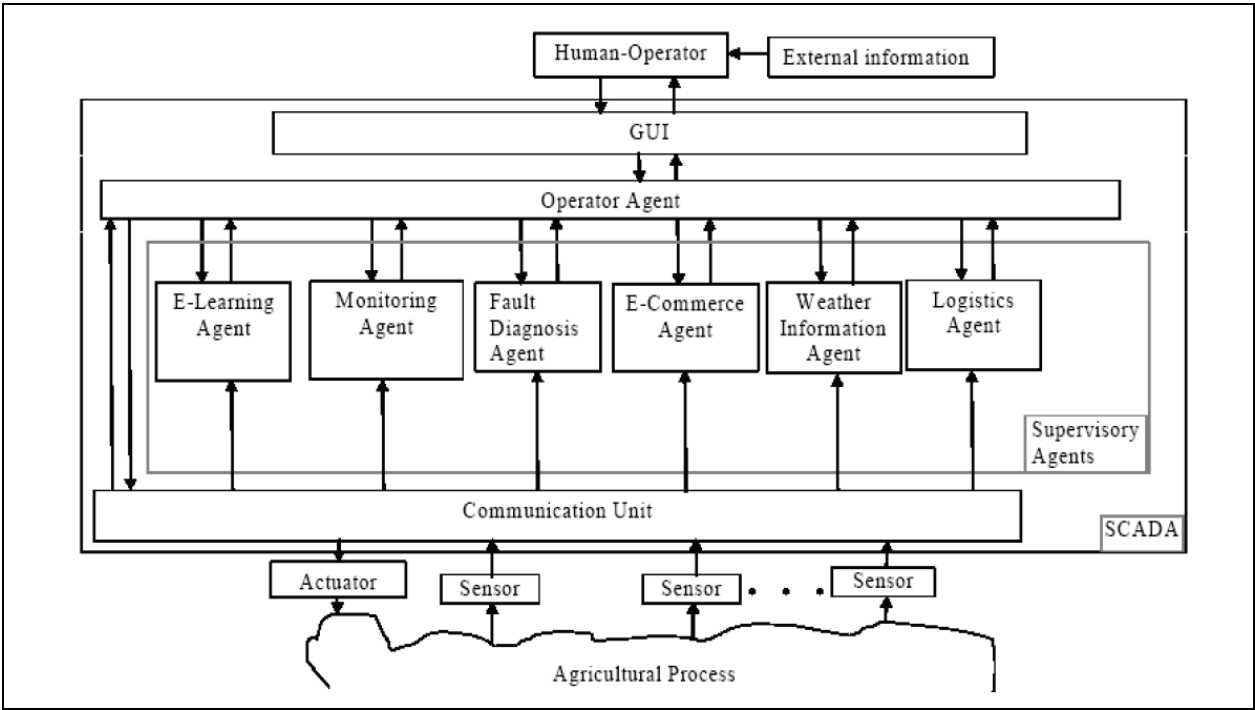 Human-Operator
External information
GUI
Operator Agent
E-Learning
Agent
Monitoring
Agent
Fault
Diagnosis
Agent
E-Commerce
Agent
Weather
Information
Agent
Logistics
Agent
Supervisory
Agents
Communication Unit
SCADA
Actuator
Sensor
Sensor
Sensor
Agricultural Process